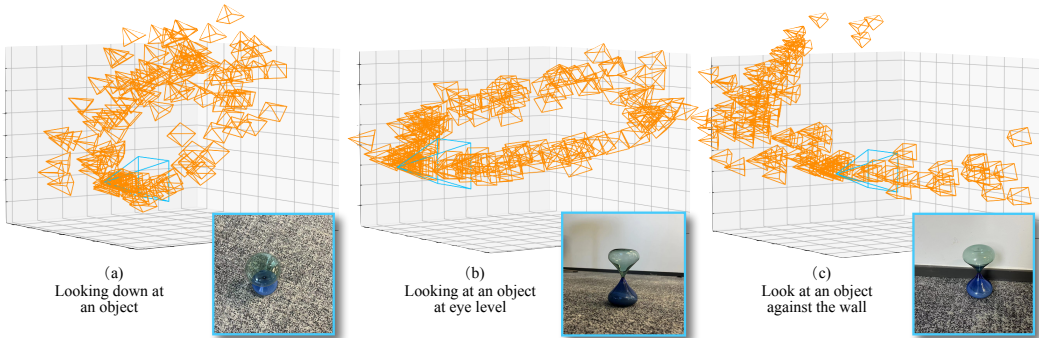 (a)
Looking down at
an object
(b)
Looking at an object
at eye level
(c)
Look at an object
against the wall